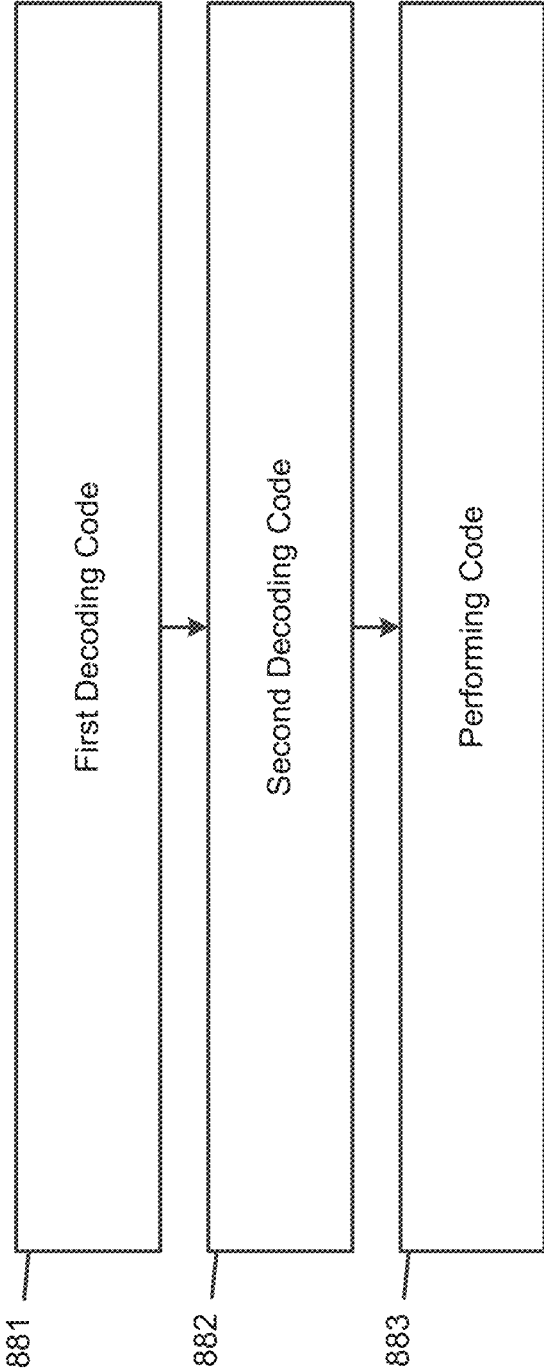 881
First Decoding Code
882
Second Decoding Code
883
Performing Code